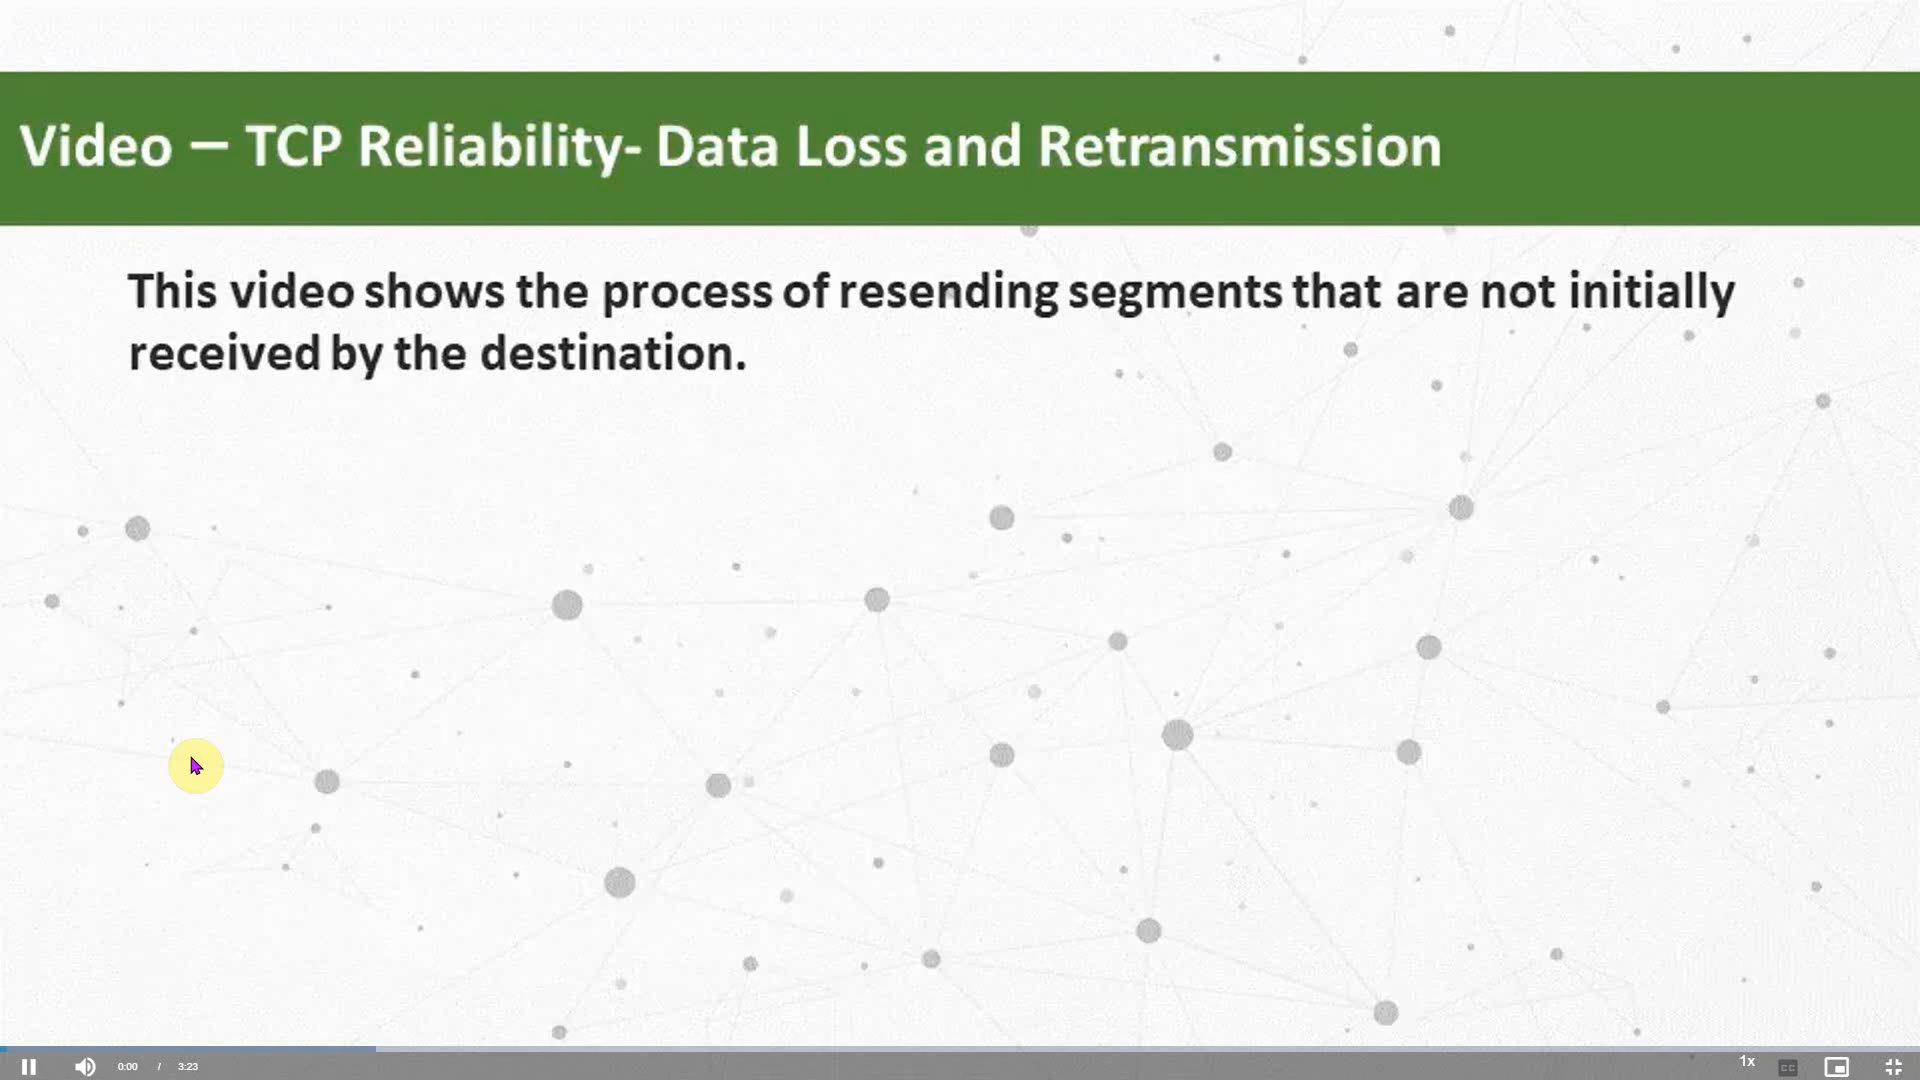 Video – TCP Reliability- Data Loss and Retransmission
This video shows the process of resending segments that are not initially
received by the destination.
0:00 / 3:23
1x
CC